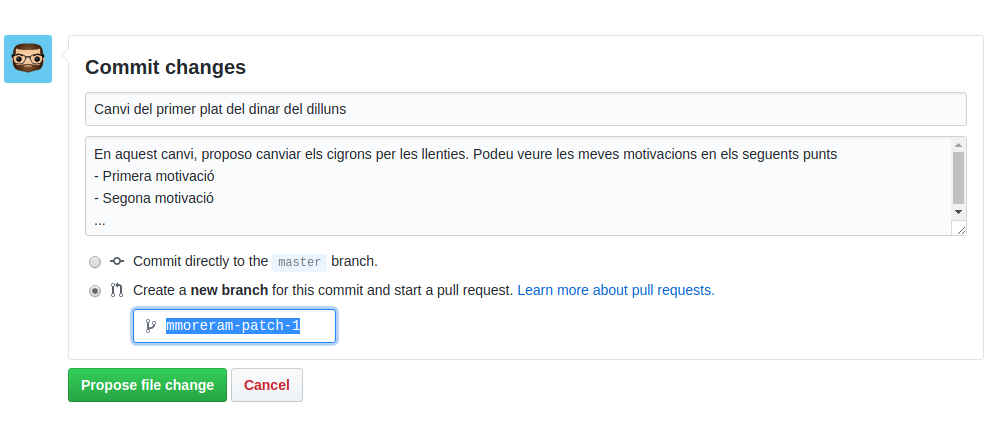 Commit changes
Canvi del primer plat del dinar del dilluns
En aquest canvi, proposo canviar els cigrons per les llenties. Podeu veure les meves motivacions en els seguents punts
- Primera motivació
- Segona motivació
...
Commit directly to the master branch.
Create a new branch for this commit and start a pull request. Learn more about pull requests.
mmoreram-patch-1
Propose file change Cancel